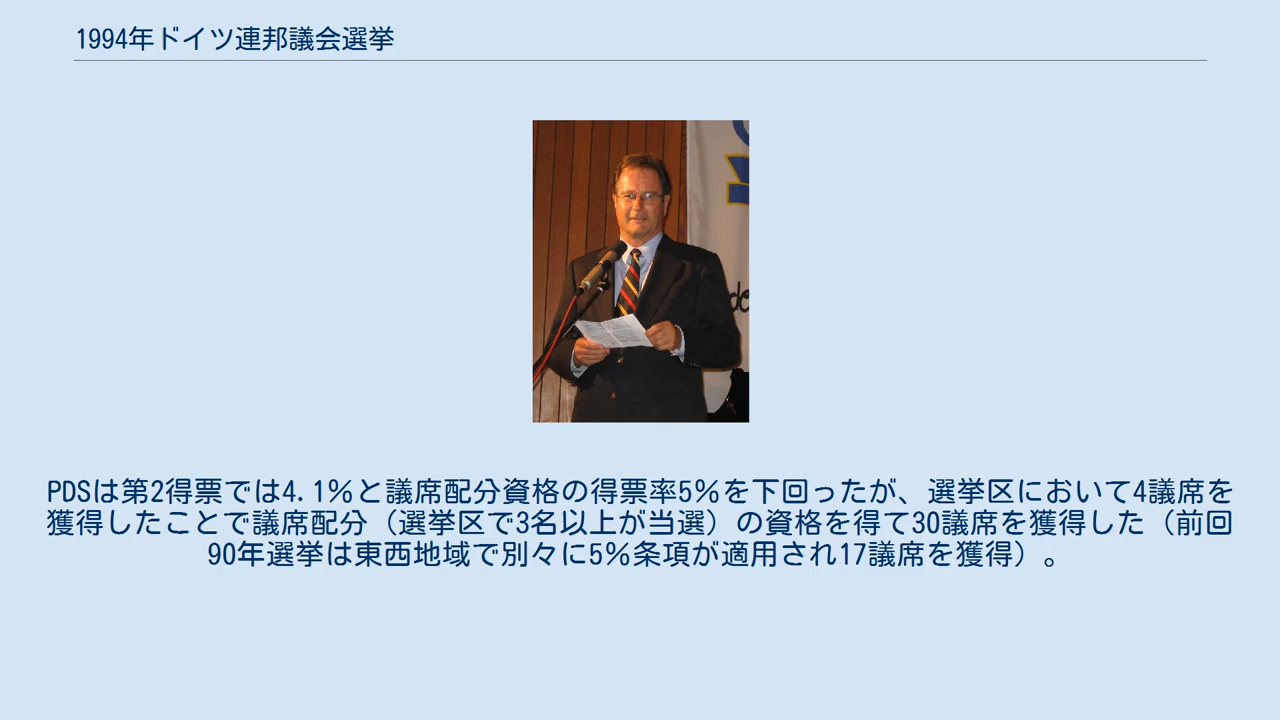 1994年ドイツ連邦議会選挙
de
PDSは第2得票では4.1%と議席配分資格の得票率5%を下回ったが、選挙区において4議席を
獲得したことで議席配分（選挙区で3名以上が当選）の資格を得て30議席を獲得した（前回
90年選挙は東西地域で別々に5%条項が適用され17議席を獲得）。